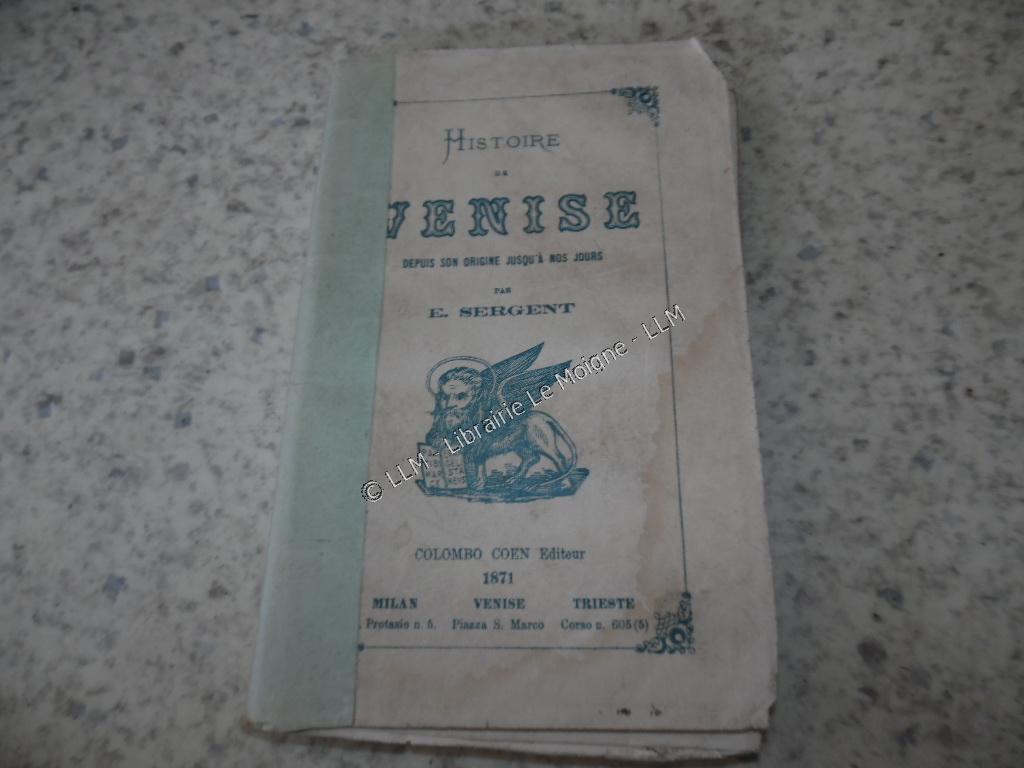 HISTOIRE
DE
VENISE
DEPUIS SON ORIGINE JUSQU'À NOS JOURS
PAR
E. SERGENT
© LLM - Librairie Le Moigne - LLM
COLOMBO COEN Editeur
1871
MILAN VENISE TRIESTE
Protasio n. 5. Piazza S. Marco Corso n. 605 (5)